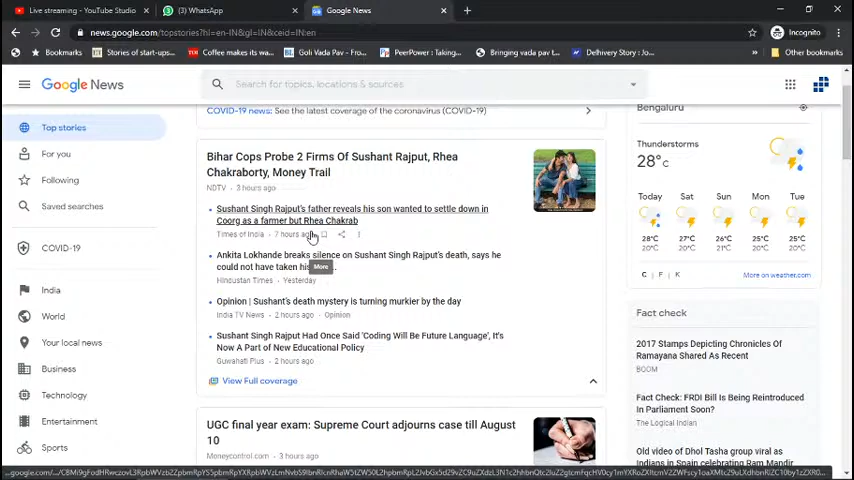 Live streaming - YouTube Studio
(3) WhatsApp
Google News
news.google.com/topstories?hl=en-IN&gl=IN&ceid=IN:en
Incognito
Bookmarks
Stories of start-ups...
Coffee makes its wa...
Goli Vada Pav - Fro...
PeerPower : Taking...
Bringing vada pav t...
Delhivery Story : Jo...
Other bookmarks
Google News
Search for topics, locations & sources
Top stories
For you
Following
Saved searches
COVID-19
India
World
Your local news
Business
Technology
Entertainment
Sports
COVID-19 news: See the latest coverage of the coronavirus (COVID-19)
Bihar Cops Probe 2 Firms Of Sushant Rajput, Rhea
Chakraborty, Money Trail
NDTV · 3 hours ago
Sushant Singh Rajput's father reveals his son wanted to settle down in
Coorg as a farmer but Rhea Chakrab
Times of India · 7 hours ago
Ankita Lokhande breaks silence on Sushant Singh Rajput's death, says he
could not have taken his
More
Hindustan Times · Yesterday
Opinion | Sushant's death mystery is turning murkier by the day
India TV News · 2 hours ago · Opinion
Sushant Singh Rajput Had Once Said 'Coding Will Be Future Language', It's
Now A Part of New Educational Policy
Guwahati Plus · 2 hours ago
View Full coverage
UGC final year exam: Supreme Court adjourns case till August
10
Moneycontrol.com · 3 hours ago
Bengaluru
Thunderstorms
28°C
Today Sat Sun Mon Tue
28°C 27°C 26°C 25°C 25°C
20°C 21°C 20°C 20°C 20°C
C | F | K
More on weather.com
Fact check
2017 Stamps Depicting Chronicles Of
Ramayana Shared As Recent
BOOM
Fact Check: FRDI Bill Is Being Reintroduced
In Parliament Soon?
The Logical Indian
Old video of Dhol Tasha group viral as
Indians in Spain celebrating Ram Mandir